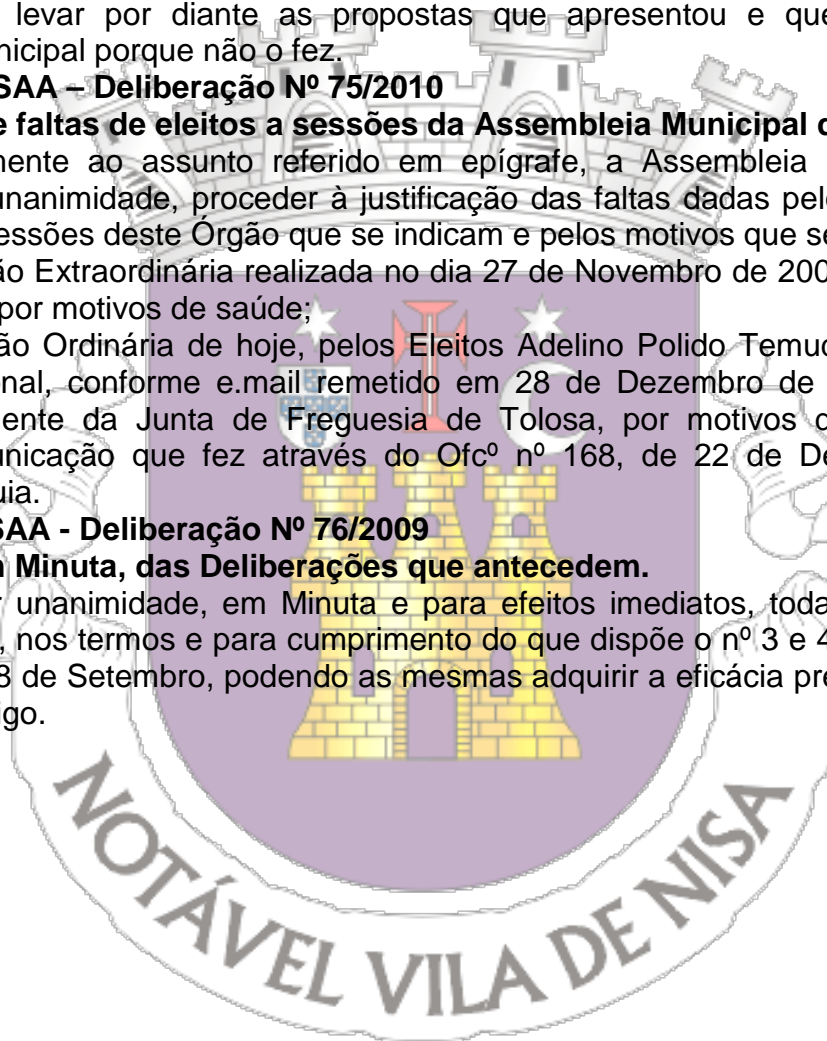 levar por diante as propostas que apresentou e que
nicipal porque não o fez.
SAA – Deliberação Nº 75/2010
e faltas de eleitos a sessões da Assembleia Municipal
mente ao assunto referido em epígrafe, a Assembleia
unanimidade, proceder à justificação das faltas dadas pel
essões deste Órgão que se indicam e pelos motivos que se
ão Extraordinária realizada no dia 27 de Novembro de 200
por motivos de saúde;
ão Ordinária de hoje, pelos Eleitos Adelino Polido Temud
onal, conforme e.mail remetido em 28 de Dezembro de
ente da Junta de Freguesia de Tolosa, por motivos
unicação que fez através do Ofcº nº 168, de 22 de De
uia.
SAA - Deliberação Nº 76/2009
Minuta, das Deliberações que antecedem.
unanimidade, em Minuta e para efeitos imediatos, toda
, nos termos e para cumprimento do que dispõe o nº 3 e 4
8 de Setembro, podendo as mesmas adquirir a eficácia pre
igo.
NOTÁVEL VILA DE NISA